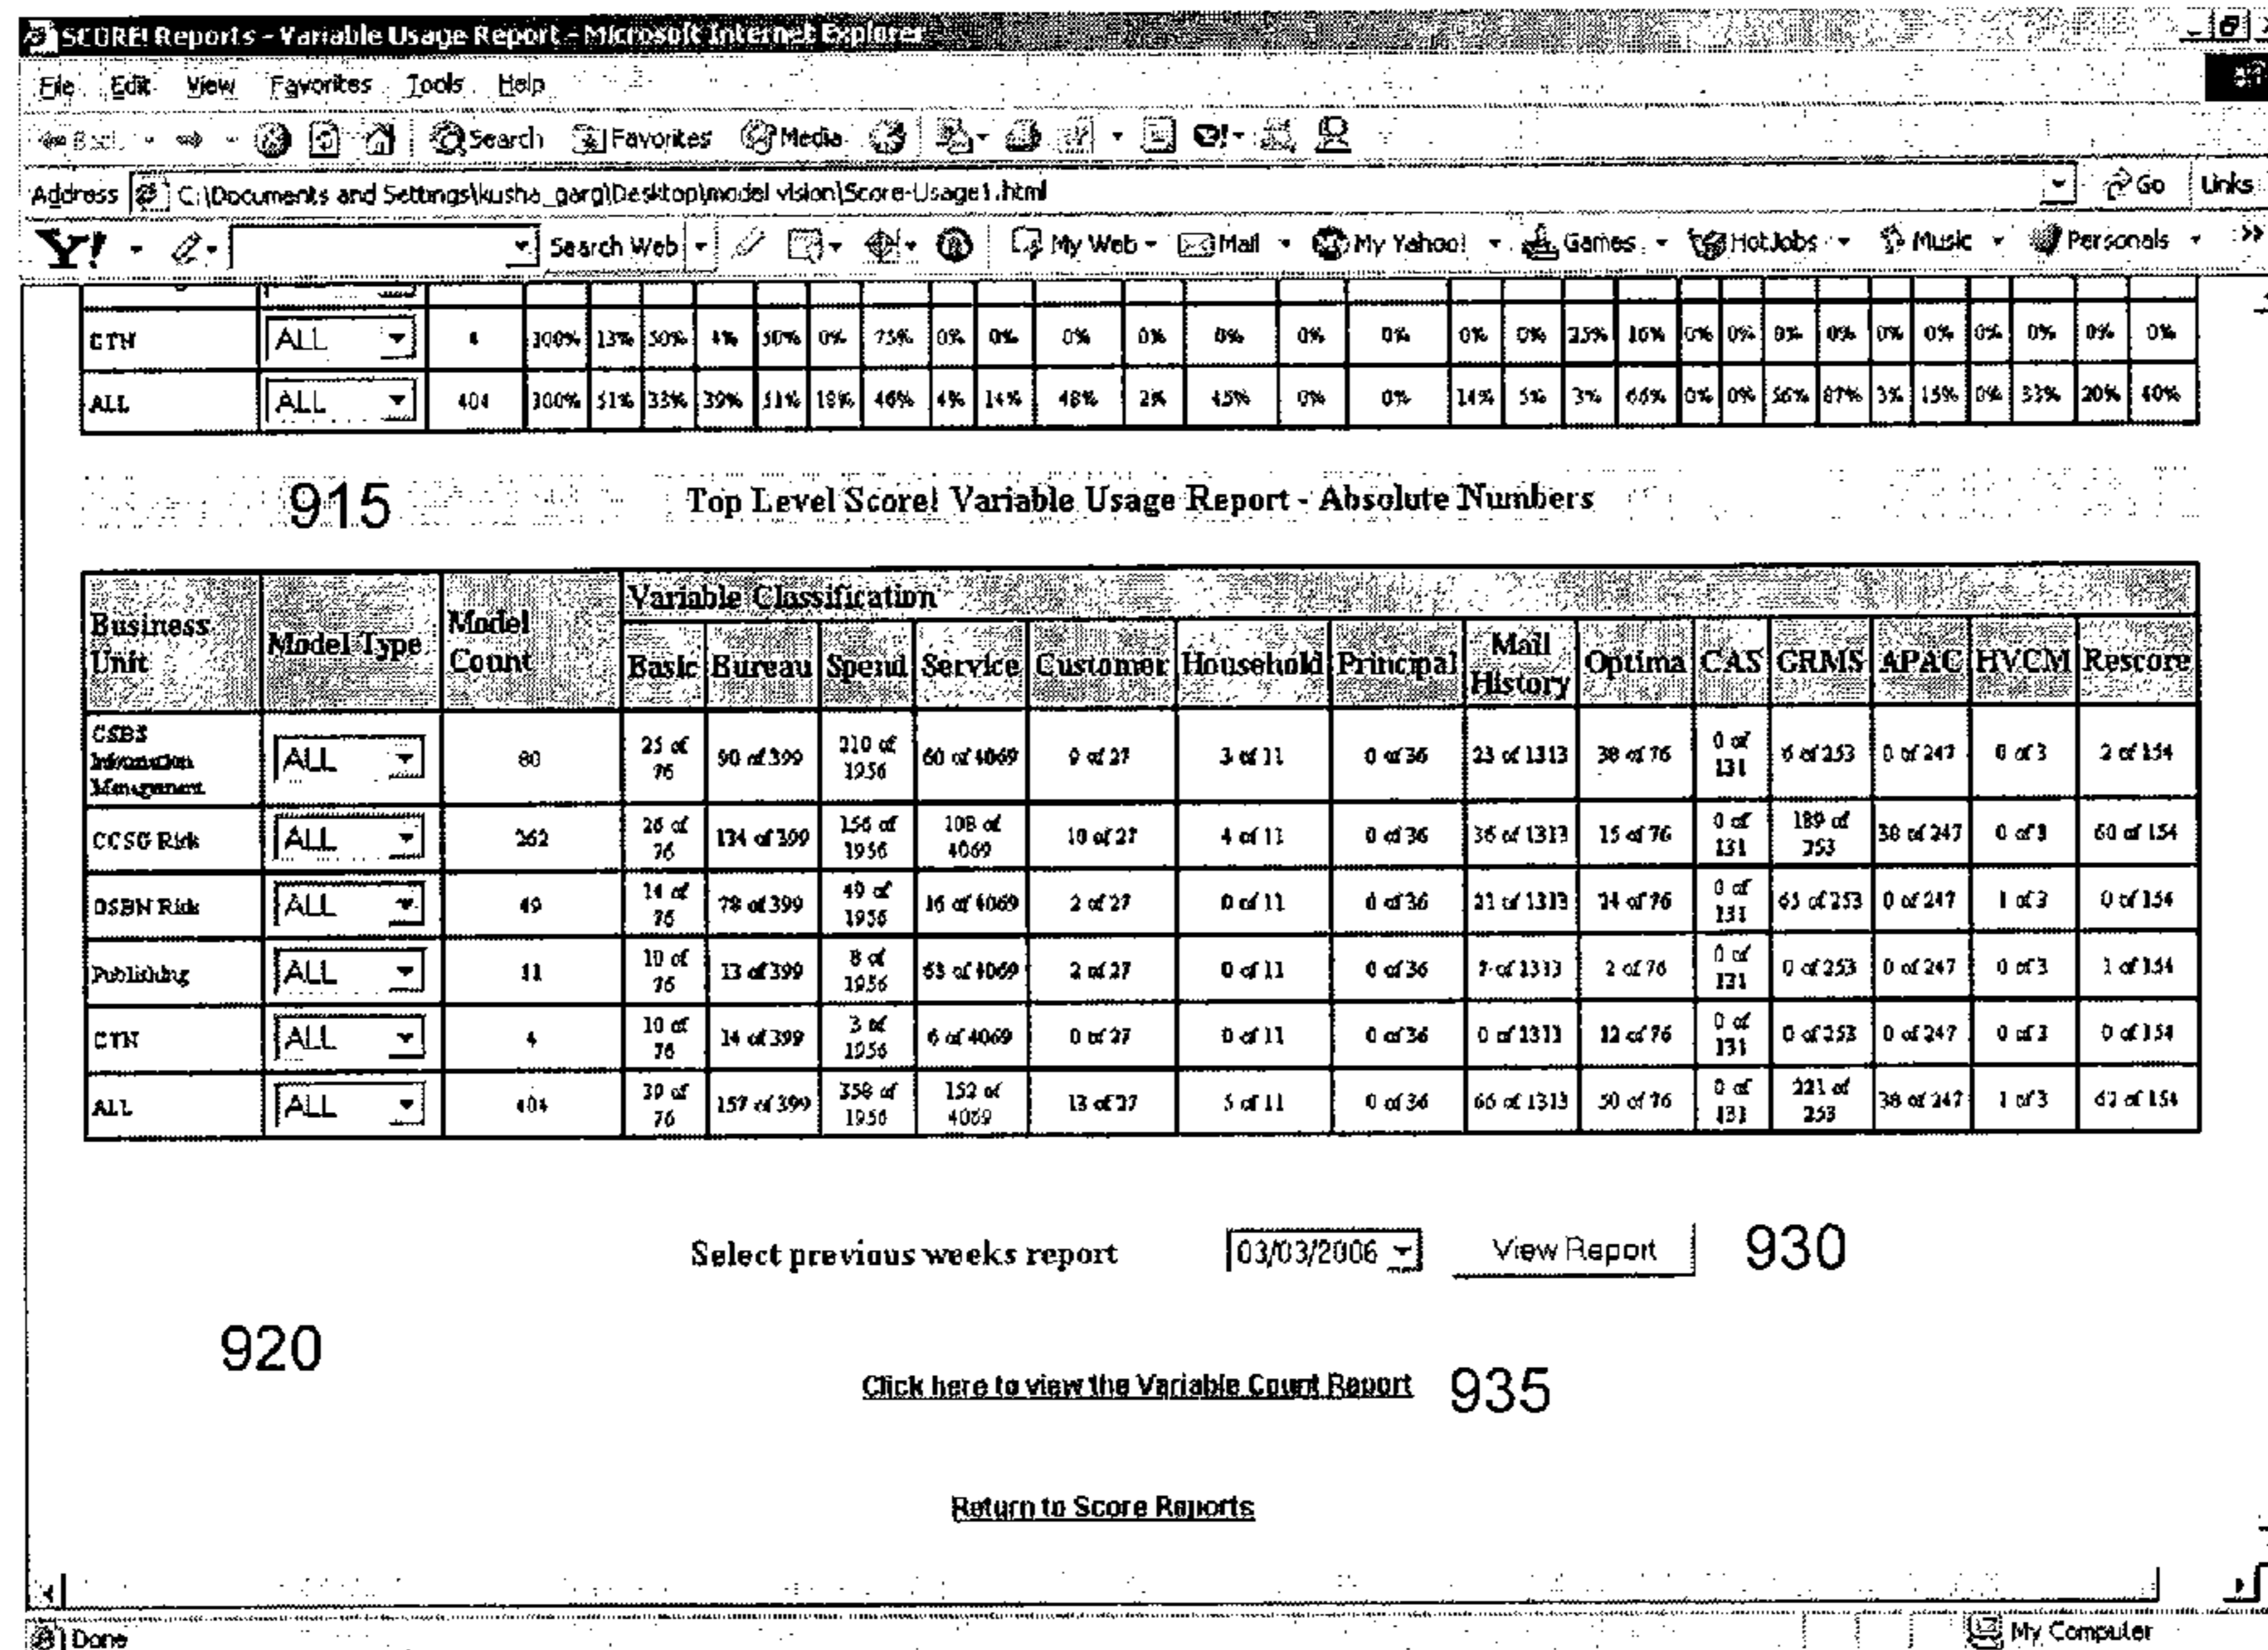 SCORE! Reports - Variable Usage Report - Microsoft Internet Explorer
File Edit View Favorites Tools Help
Back Search Favorites Media
Address C:\Documents and Settings\kusha_garg\Desktop\model vision\Score-Usage1.html Go Links
Y! Search Web My Web Mail My Yahoo! Games HotJobs Music Personals »
ALL 4 100% 13% 50% 4% 50% 0% 75% 0% 0% 0% 0% 0% 0% 0% 0% 0% 25% 16% 0% 0% 0% 0% 0% 0% 0% 0% 0% 0%
ALL ALL 404 100% 51% 33% 39% 51% 18% 46% 4% 14% 48% 2% 45% 0% 0% 14% 5% 3% 66% 0% 0% 56% 87% 3% 15% 0% 33% 20% 40%
915 Top Level Score! Variable Usage Report - Absolute Numbers
Business Unit Model Type Model Count Variable Classification
Basic Bureau Spend Service Customer Household Principal Mail History Optima CAS GRMS APAC HVCM Rescore
Information Management ALL 80 25 of 76 90 of 399 210 of 1956 60 of 4069 9 of 27 3 of 11 0 of 36 23 of 1313 38 of 76 0 of 131 6 of 253 0 of 247 0 of 3 2 of 154
CCSG Risk ALL 262 26 of 76 134 of 399 156 of 1956 108 of 4069 10 of 27 4 of 11 0 of 36 36 of 1313 15 of 76 0 of 131 189 of 253 38 of 247 0 of 3 60 of 154
OSBN Risk ALL 49 14 of 76 78 of 399 49 of 1956 16 of 4069 2 of 27 0 of 11 0 of 36 21 of 1313 0 of 131 65 of 253 0 of 247 1 of 3 0 of 154
Publishing ALL 11 10 of 76 13 of 399 8 of 1956 63 of 4069 2 of 27 0 of 11 0 of 36 7 of 1313 2 of 76 0 of 131 0 of 253 0 of 247 0 of 3 1 of 154
ALL 4 10 of 76 14 of 399 3 of 1956 6 of 4069 0 of 27 0 of 11 0 of 36 0 of 1313 12 of 76 0 of 131 0 of 253 0 of 247 0 of 3 0 of 154
ALL ALL 404 39 of 76 157 of 399 358 of 1956 152 of 4069 13 of 27 5 of 11 0 of 36 66 of 1313 50 of 76 0 of 131 221 of 253 38 of 247 1 of 3 62 of 154
Select previous weeks report 03/03/2006 View Report 930
920
Click here to view the Variable Count Report 935
Return to Score Reports
Done My Computer